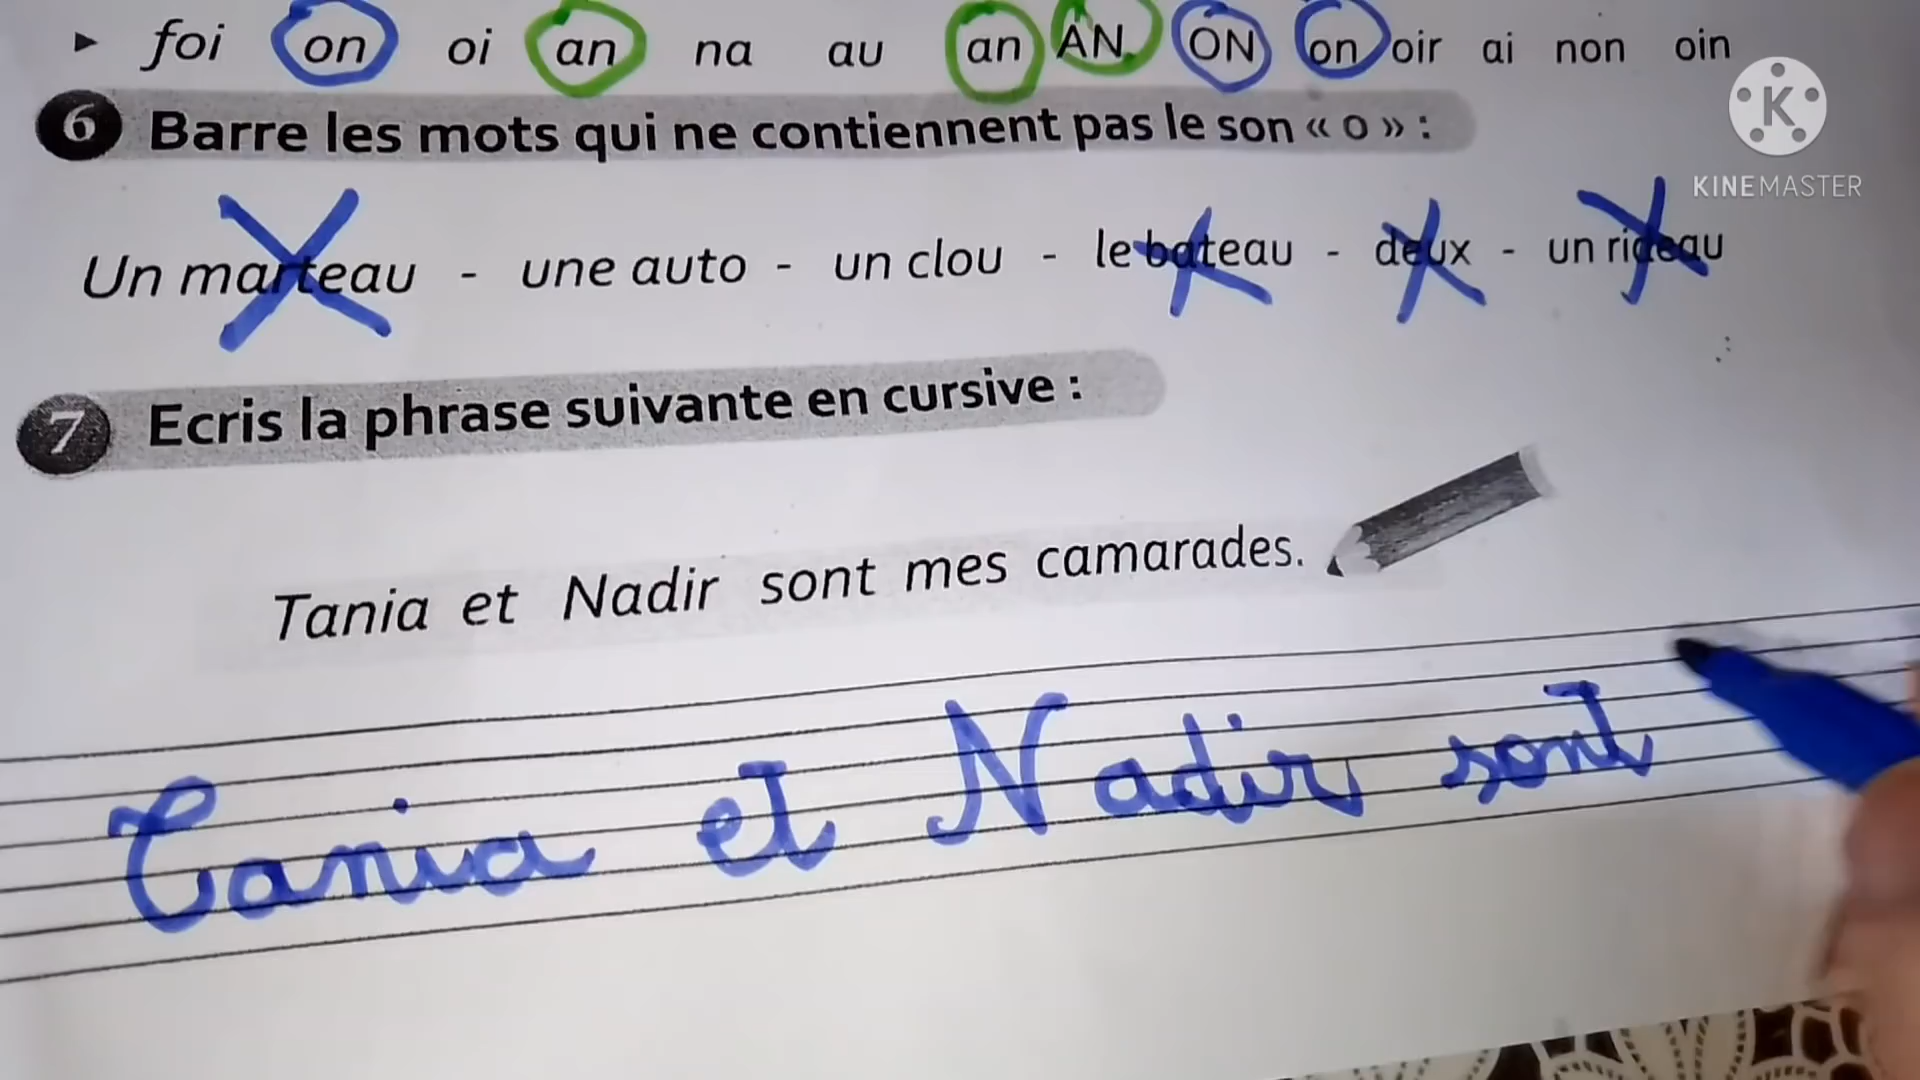 ► foi on oi an na au an AN ON on oir ai non oin
K
KINEMASTER
6 Barre les mots qui ne contiennent pas le son « o » :
Un marteau - une auto - un clou - le bateau - deux - un rideau
7 Ecris la phrase suivante en cursive :
Tania et Nadir sont mes camarades.
Tania et Nadir sont